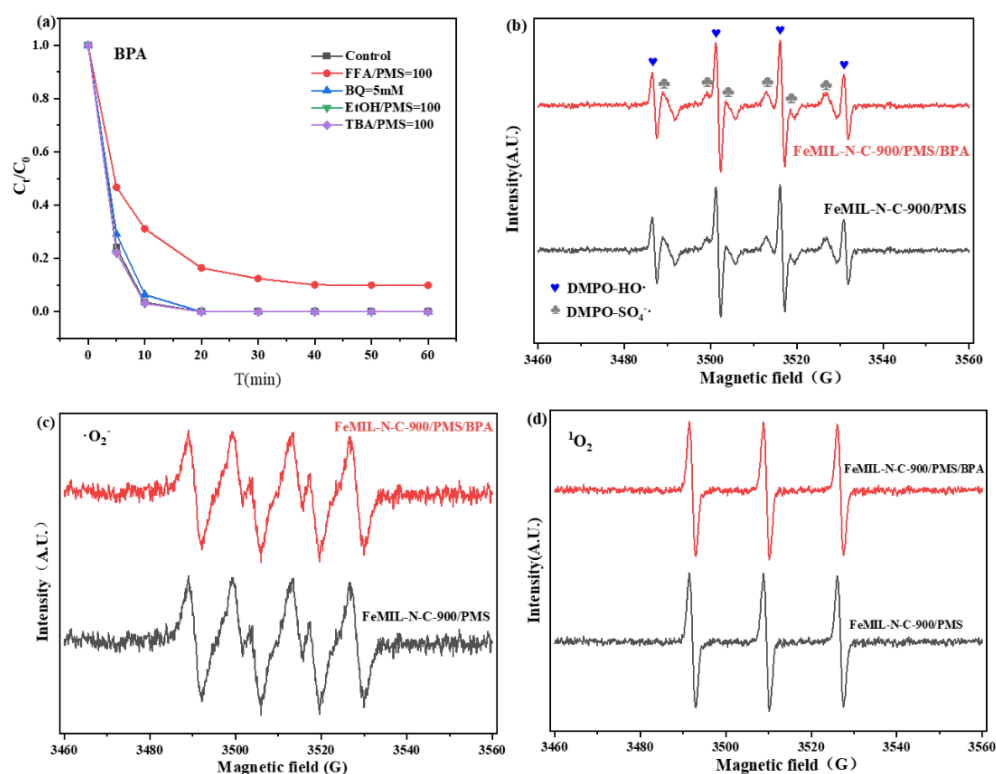 (a)
BPA
Control
FFA/PMS=100
BQ=5mM
EtOH/PMS=100
TBA/PMS=100
1.0
0.8
0.6
0.4
0.2
0.0
Ct/C0
0 10 20 30 40 50 60
T(min)
(b)
FeMIL-N-C-900/PMS/BPA
FeMIL-N-C-900/PMS
♥ DMPO-HO·
♣ DMPO-SO₄⁻·
Intensity(A.U.)
3460 3480 3500 3520 3540 3560
Magnetic field（G）
(c)
·O₂⁻
FeMIL-N-C-900/PMS/BPA
FeMIL-N-C-900/PMS
Intensity（A.U.）
3460 3480 3500 3520 3540 3560
Magnetic field (G)
(d)
¹O₂
FeMIL-N-C-900/PMS/BPA
FeMIL-N-C-900/PMS
Intensity(A.U.)
3460 3480 3500 3520 3540 3560
Magnetic field（G）